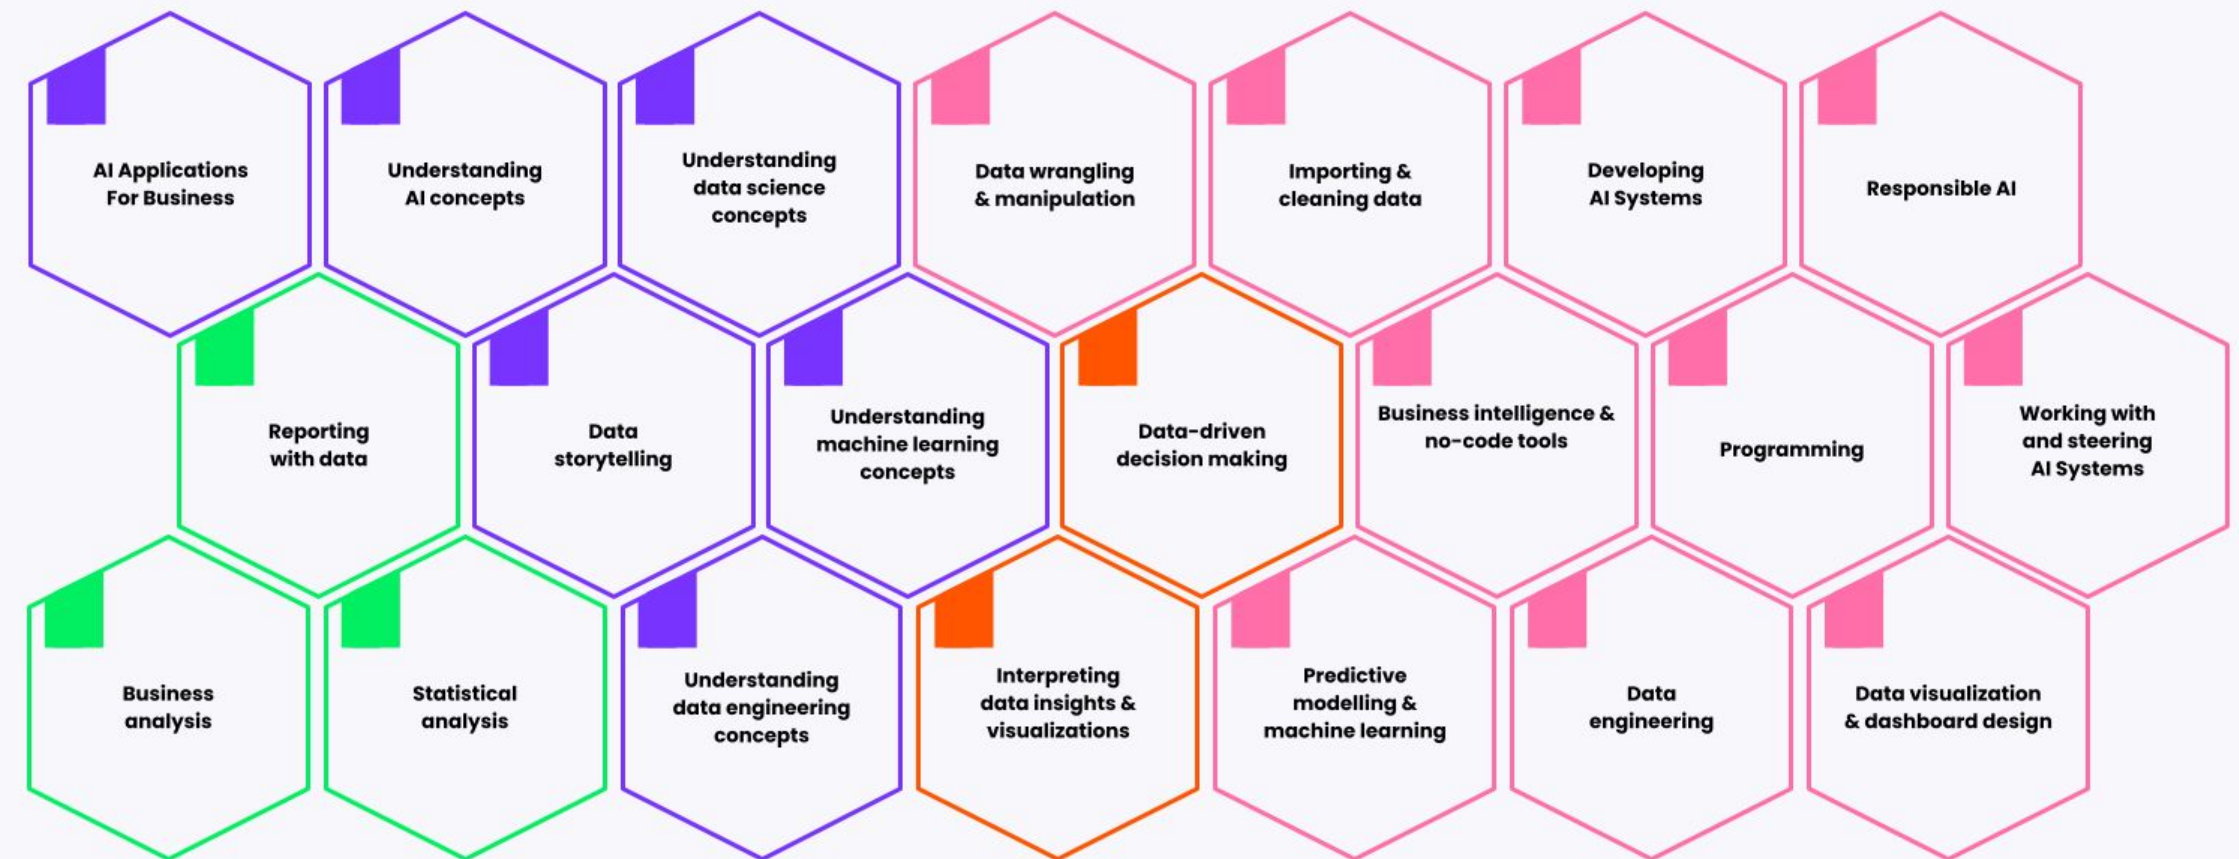 AI Applications
For Business
Understanding
AI concepts
Understanding
data science
concepts
Data wrangling
& manipulation
Importing &
cleaning data
Developing
AI Systems
Responsible AI
Reporting
with data
Data
storytelling
Understanding
machine learning
concepts
Data-driven
decision making
Business intelligence &
no-code tools
Programming
Working with
and steering
AI Systems
Business
analysis
Statistical
analysis
Understanding
data engineering
concepts
Interpreting
data insights &
visualizations
Predictive
modelling &
machine learning
Data
engineering
Data visualization
& dashboard design